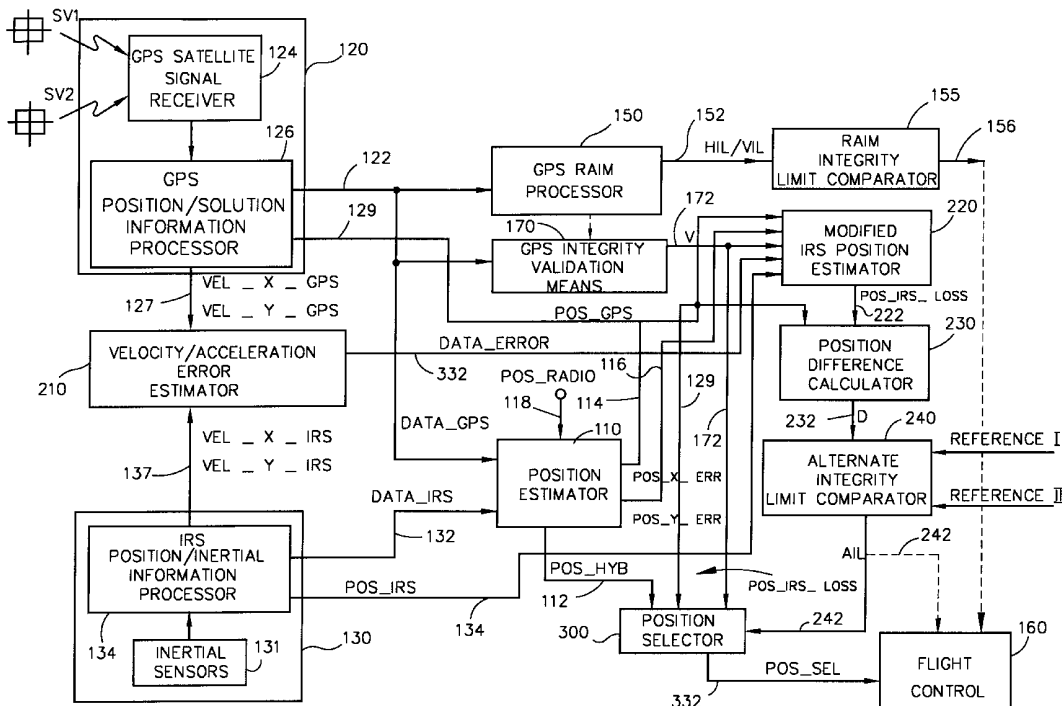 SV1
SV2
GPS SATELLITE
SIGNAL
RECEIVER
124
120
126
GPS
POSITION/SOLUTION
INFORMATION
PROCESSOR
122
129
127
VEL _ X _ GPS
VEL _ Y _ GPS
150
GPS RAIM
PROCESSOR
152
HIL/VIL
155
RAIM
INTEGRITY
LIMIT COMPARATOR
156
170
GPS INTEGRITY
VALIDATION
MEANS
V
172
220
MODIFIED
IRS POSITION
ESTIMATOR
POS_GPS
POS_IRS_ LOSS
222
230
POSITION
DIFFERENCE
CALCULATOR
210
VELOCITY/ACCELERATION
ERROR
ESTIMATOR
DATA_ERROR
332
116
POS_RADIO
118
114
129
172
232
D
240
DATA_GPS
110
POSITION
ESTIMATOR
POS_X_ ERR
POS_Y_ ERR
ALTERNATE
INTEGRITY
LIMIT COMPARATOR
REFERENCE I
REFERENCE II
137
VEL _ X _ IRS
VEL _ Y _ IRS
DATA_IRS
132
IRS
POSITION/INERTIAL
INFORMATION
PROCESSOR
134
POS_IRS
134
POS_HYB
112
POS_IRS_ LOSS
AIL
242
242
INERTIAL
SENSORS
131
130
300
POSITION
SELECTOR
POS_SEL
332
160
FLIGHT
CONTROL